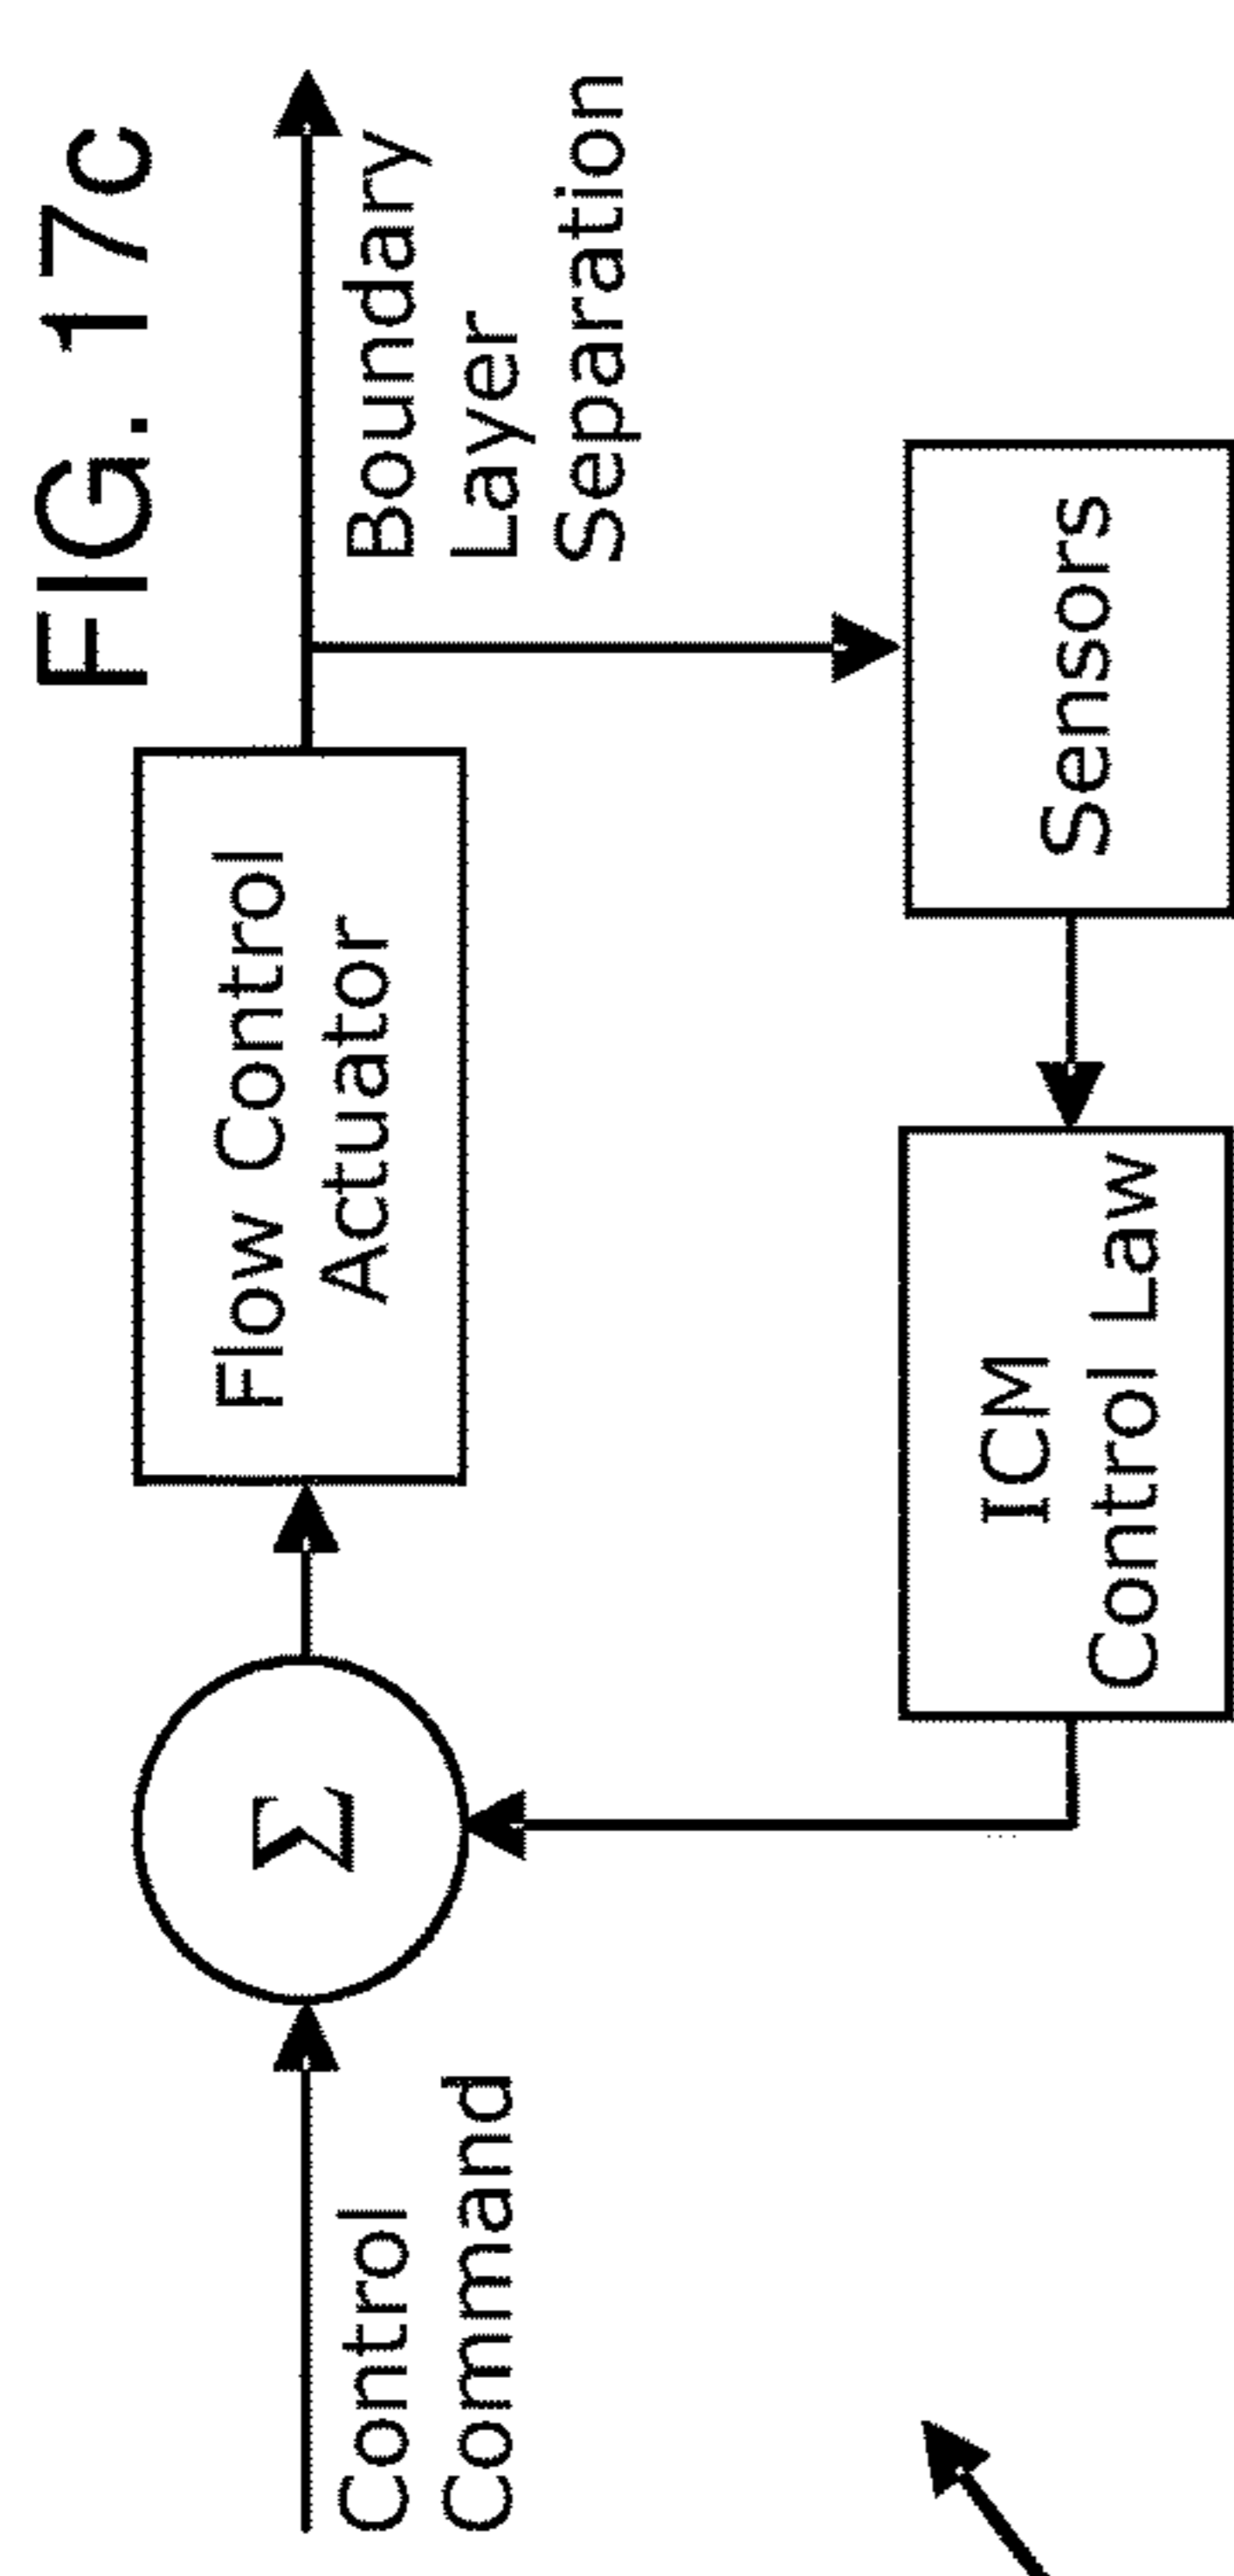 FIG. 17c
Control
Command
Σ
Flow Control
Actuator
Boundary
Layer
Separation
ICM
Control Law
Sensors